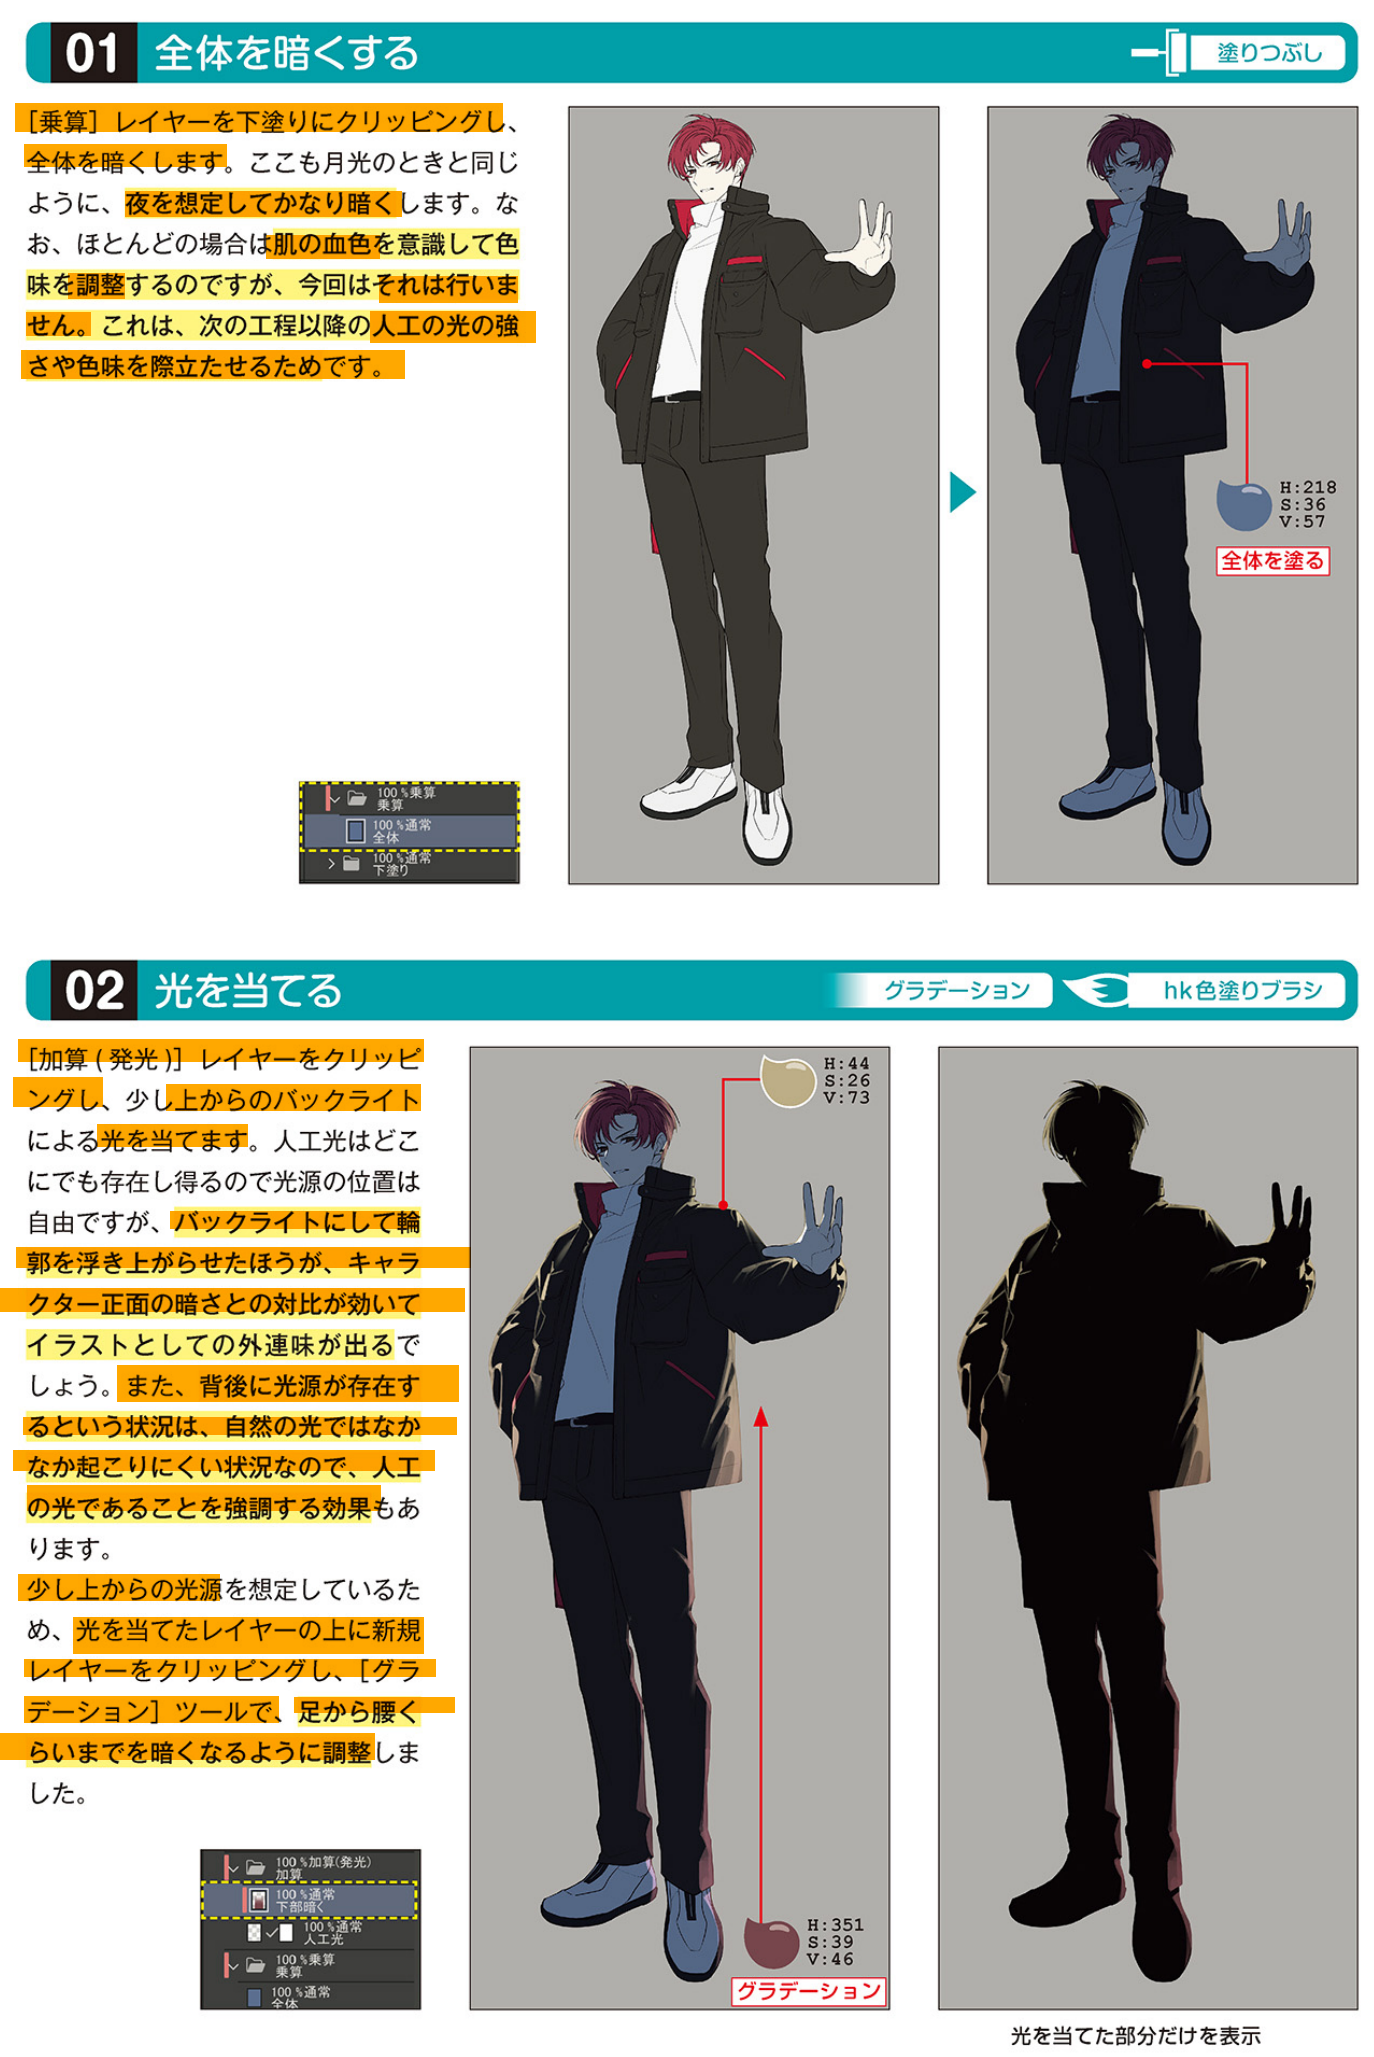 01 全体を暗くする
塗りつぶし
［乗算］レイヤーを下塗りにクリッピングし、
全体を暗くします。ここも月光のときと同じ
ように、夜を想定してかなり暗くします。な
お、ほとんどの場合は肌の血色を意識して色
味を調整するのですが、今回はそれは行いま
せん。これは、次の工程以降の人工の光の強
さや色味を際立たせるためです。
H:218
S:36
V:57
全体を塗る
100 %乗算
乗算
100 %通常
全体
100 %通常
下塗り
02 光を当てる
グラデーション
hk色塗りブラシ
［加算 ( 発光 )］レイヤーをクリッピ
ングし、少し上からのバックライト
による光を当てます。人工光はどこ
にでも存在し得るので光源の位置は
自由ですが、バックライトにして輪
郭を浮き上がらせたほうが、キャラ
クター正面の暗さとの対比が効いて
イラストとしての外連味が出るで
しょう。また、背後に光源が存在す
るという状況は、自然の光ではなか
なか起こりにくい状況なので、人工
の光であることを強調する効果もあ
ります。
少し上からの光源を想定しているた
め、光を当てたレイヤーの上に新規
レイヤーをクリッピングし、［グラ
デーション］ツールで、足から腰く
らいまでを暗くなるように調整しま
した。
H:44
S:26
V:73
H:351
S:39
V:46
グラデーション
100 %加算(発光)
加算
100 %通常
下部暗く
100 %通常
人工光
100 %乗算
乗算
100 %通常
全体
光を当てた部分だけを表示